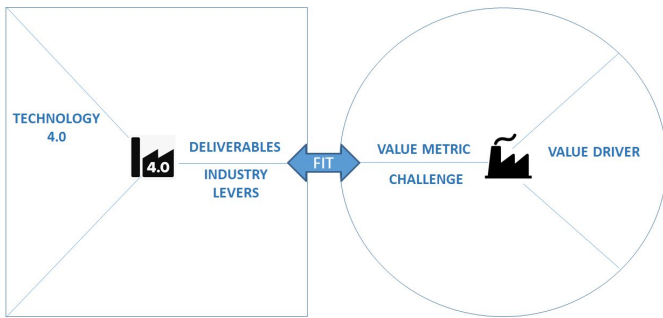 TECHNOLOGY
4.0
4.0
DELIVERABLES
INDUSTRY
LEVERS
FIT
VALUE METRIC
CHALLENGE
VALUE DRIVER